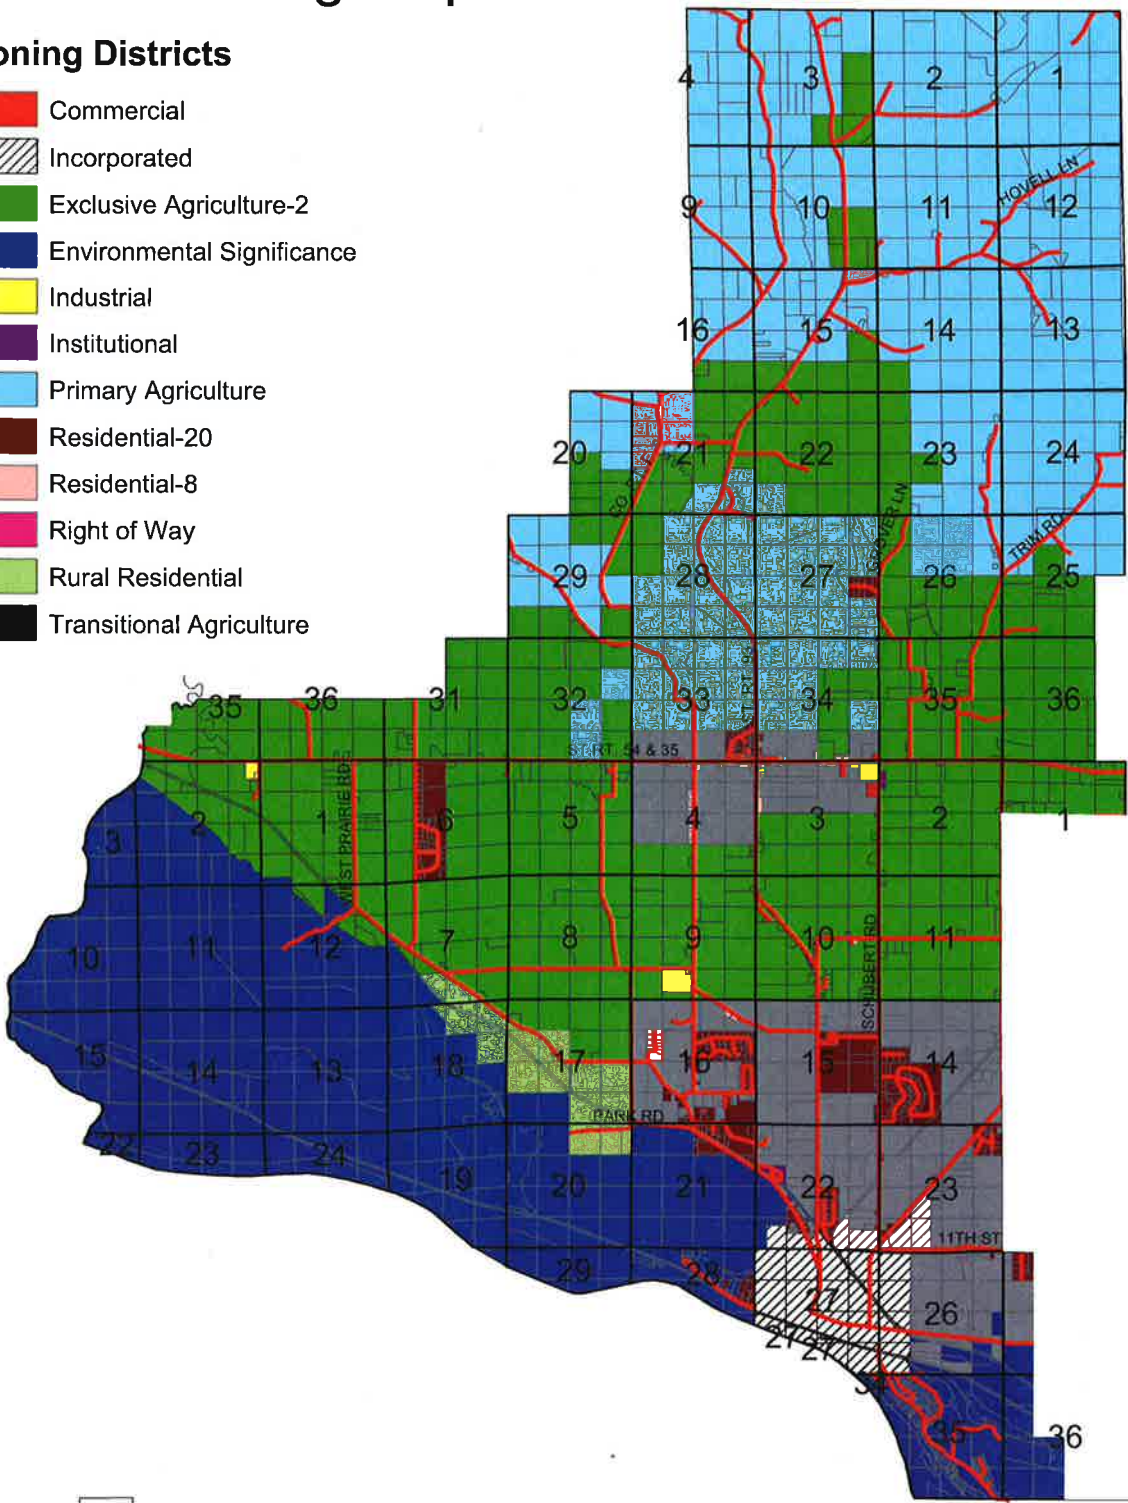 oning Districts
Commercial
Incorporated
Exclusive Agriculture-2
Environmental Significance
Industrial
Institutional
Primary Agriculture
Residential-20
Residential-8
Right of Way
Rural Residential
Transitional Agriculture
4 3 2 1
HOVELL LN
9 10 11 12
16 15 14 13
20 21 22 23 24
GROVER LN
TRIM RD
29 28 27 26 25
35 36 31 32 33 34 35 36
ST. RT. 54 & 35
WEST PRAIRIE RD
3 2 1 6 5 4 3 2 1
10 11 12 7 8 9 10 11
SCHUBERT RD
15 14 13 18 17 16 15 14
PARK RD
22 23 24 19 20 21 22 23
11TH ST
29 28 27 26
27 27
34
35 36